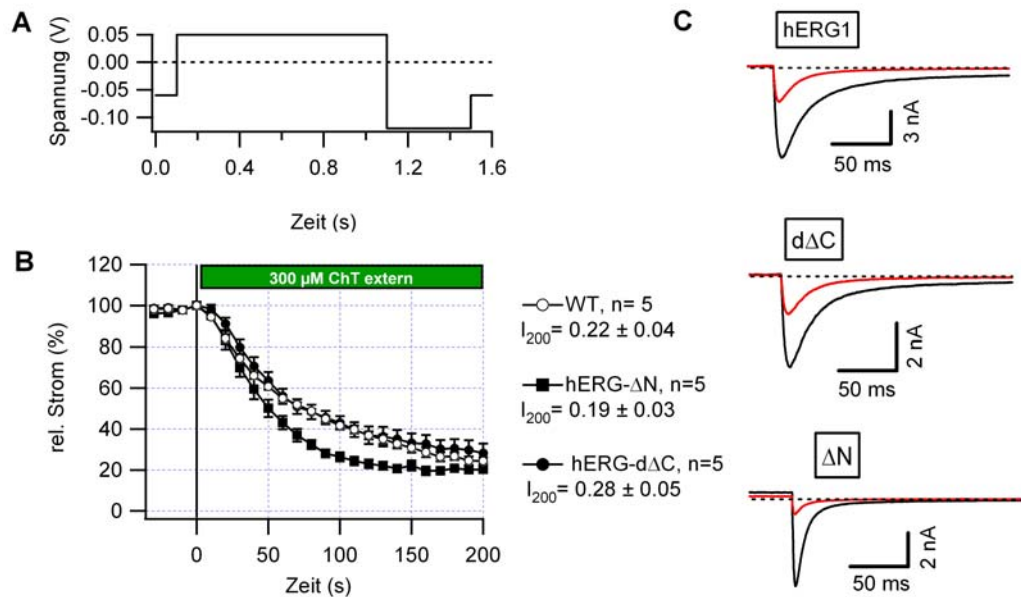 A
Spannung (V)
0.05
0.00
-0.05
-0.10
0.0
0.4
0.8
1.2
1.6
Zeit (s)
B
rel. Strom (%)
120
100
80
60
40
20
0
300 µM ChT extern
0
50
100
150
200
Zeit (s)
WT, n= 5
I200= 0.22 ± 0.04
hERG-ΔN, n=5
I200= 0.19 ± 0.03
hERG-dΔC, n=5
I200= 0.28 ± 0.05
C
hERG1
3 nA
50 ms
dΔC
2 nA
50 ms
ΔN
2 nA
50 ms